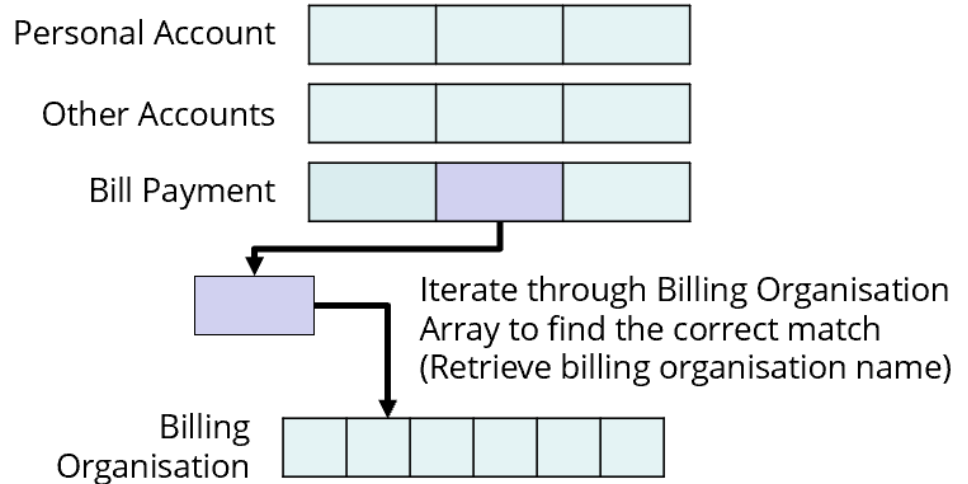 Personal Account
Other Accounts
Bill Payment
Iterate through Billing Organisation
Array to find the correct match
(Retrieve billing organisation name)
Billing
Organisation